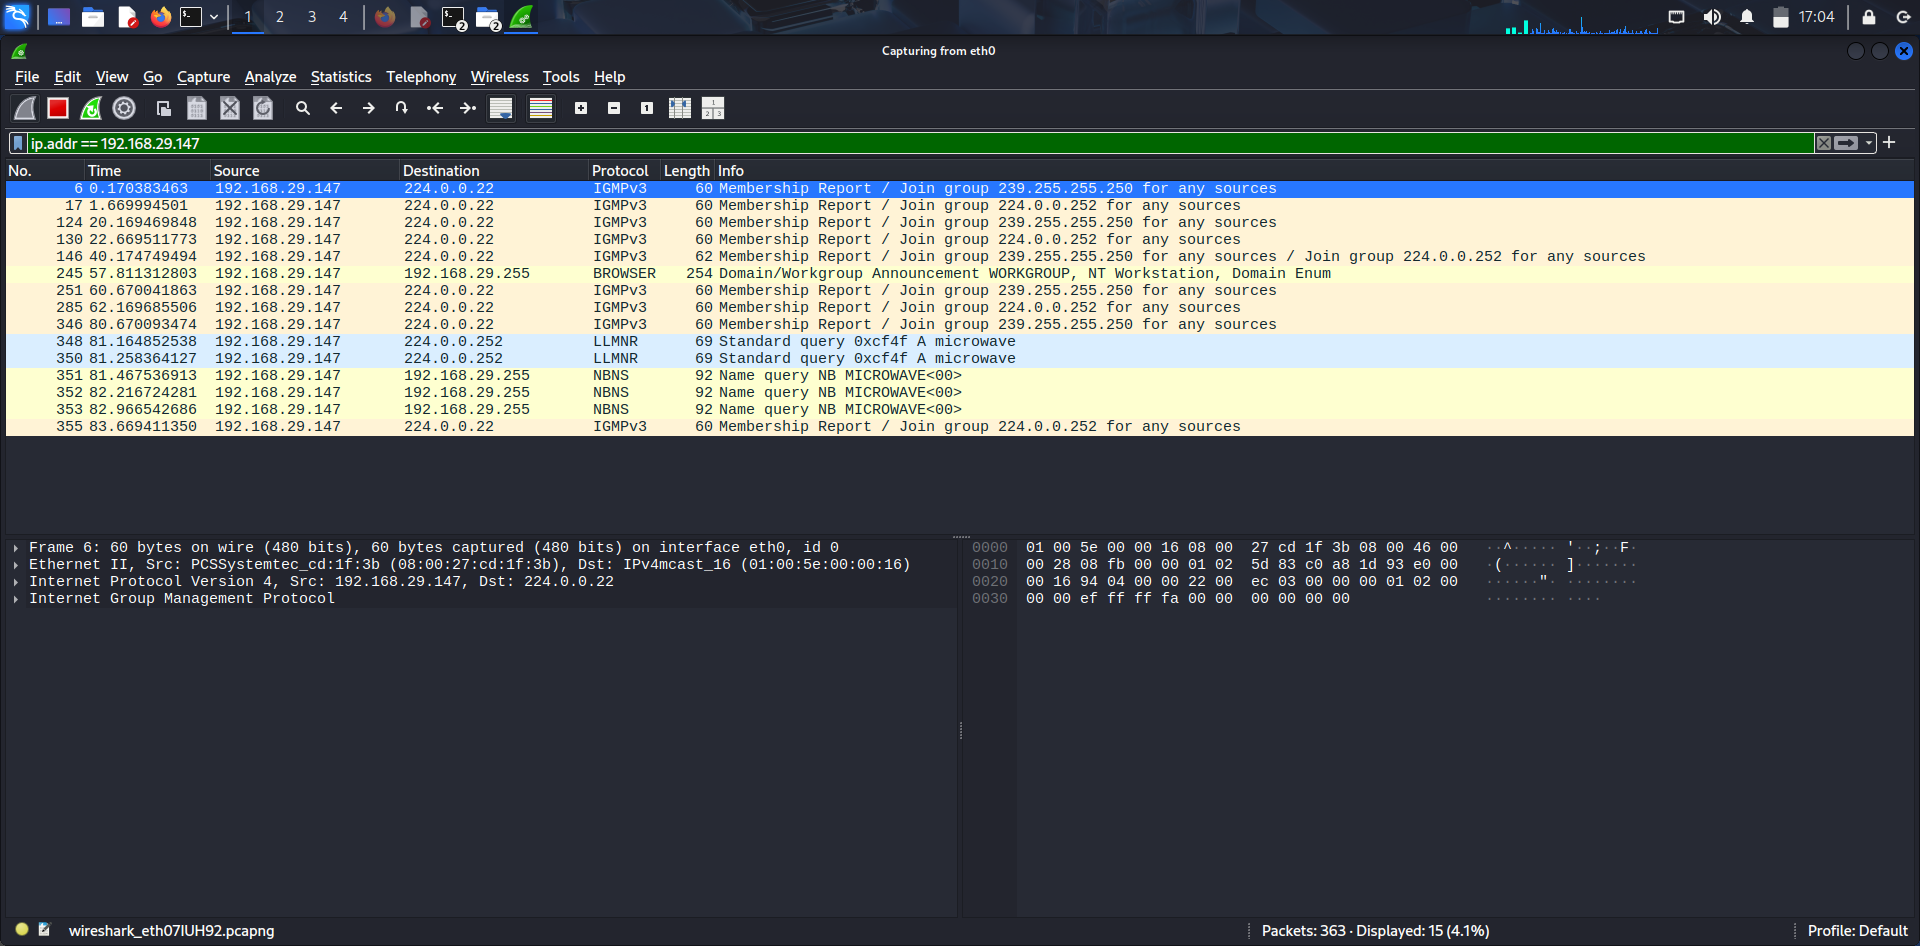 1 2 3 4 2 2 17:04
Capturing from eth0
File Edit View Go Capture Analyze Statistics Telephony Wireless Tools Help
ip.addr == 192.168.29.147
No. Time Source Destination Protocol Length Info
6 0.170383463 192.168.29.147 224.0.0.22 IGMPv3 60 Membership Report / Join group 239.255.255.250 for any sources
17 1.669994501 192.168.29.147 224.0.0.22 IGMPv3 60 Membership Report / Join group 224.0.0.252 for any sources
124 20.169469848 192.168.29.147 224.0.0.22 IGMPv3 60 Membership Report / Join group 239.255.255.250 for any sources
130 22.669511773 192.168.29.147 224.0.0.22 IGMPv3 60 Membership Report / Join group 224.0.0.252 for any sources
146 40.174749494 192.168.29.147 224.0.0.22 IGMPv3 62 Membership Report / Join group 239.255.255.250 for any sources / Join group 224.0.0.252 for any sources
245 57.811312803 192.168.29.147 192.168.29.255 BROWSER 254 Domain/Workgroup Announcement WORKGROUP, NT Workstation, Domain Enum
251 60.670041863 192.168.29.147 224.0.0.22 IGMPv3 60 Membership Report / Join group 239.255.255.250 for any sources
285 62.169685506 192.168.29.147 224.0.0.22 IGMPv3 60 Membership Report / Join group 224.0.0.252 for any sources
346 80.670093474 192.168.29.147 224.0.0.22 IGMPv3 60 Membership Report / Join group 239.255.255.250 for any sources
348 81.164852538 192.168.29.147 224.0.0.252 LLMNR 69 Standard query 0xcf4f A microwave
350 81.258364127 192.168.29.147 224.0.0.252 LLMNR 69 Standard query 0xcf4f A microwave
351 81.467536913 192.168.29.147 192.168.29.255 NBNS 92 Name query NB MICROWAVE<00>
352 82.216724281 192.168.29.147 192.168.29.255 NBNS 92 Name query NB MICROWAVE<00>
353 82.966542686 192.168.29.147 192.168.29.255 NBNS 92 Name query NB MICROWAVE<00>
355 83.669411350 192.168.29.147 224.0.0.22 IGMPv3 60 Membership Report / Join group 224.0.0.252 for any sources
Frame 6: 60 bytes on wire (480 bits), 60 bytes captured (480 bits) on interface eth0, id 0
Ethernet II, Src: PCSSystemtec_cd:1f:3b (08:00:27:cd:1f:3b), Dst: IPv4mcast_16 (01:00:5e:00:00:16)
Internet Protocol Version 4, Src: 192.168.29.147, Dst: 224.0.0.22
Internet Group Management Protocol
0000 01 00 5e 00 00 16 08 00 27 cd 1f 3b 08 00 46 00 ··^····· '··;··F·
0010 00 28 08 fb 00 00 01 02 5d 83 c0 a8 1d 93 e0 00 ·(······ ]·······
0020 00 16 94 04 00 00 22 00 ec 03 00 00 00 01 02 00 ······"· ········
0030 00 00 ef ff ff fa 00 00 00 00 00 00 ········ ····
wireshark_eth07IUH92.pcapng Packets: 363 · Displayed: 15 (4.1%) Profile: Default